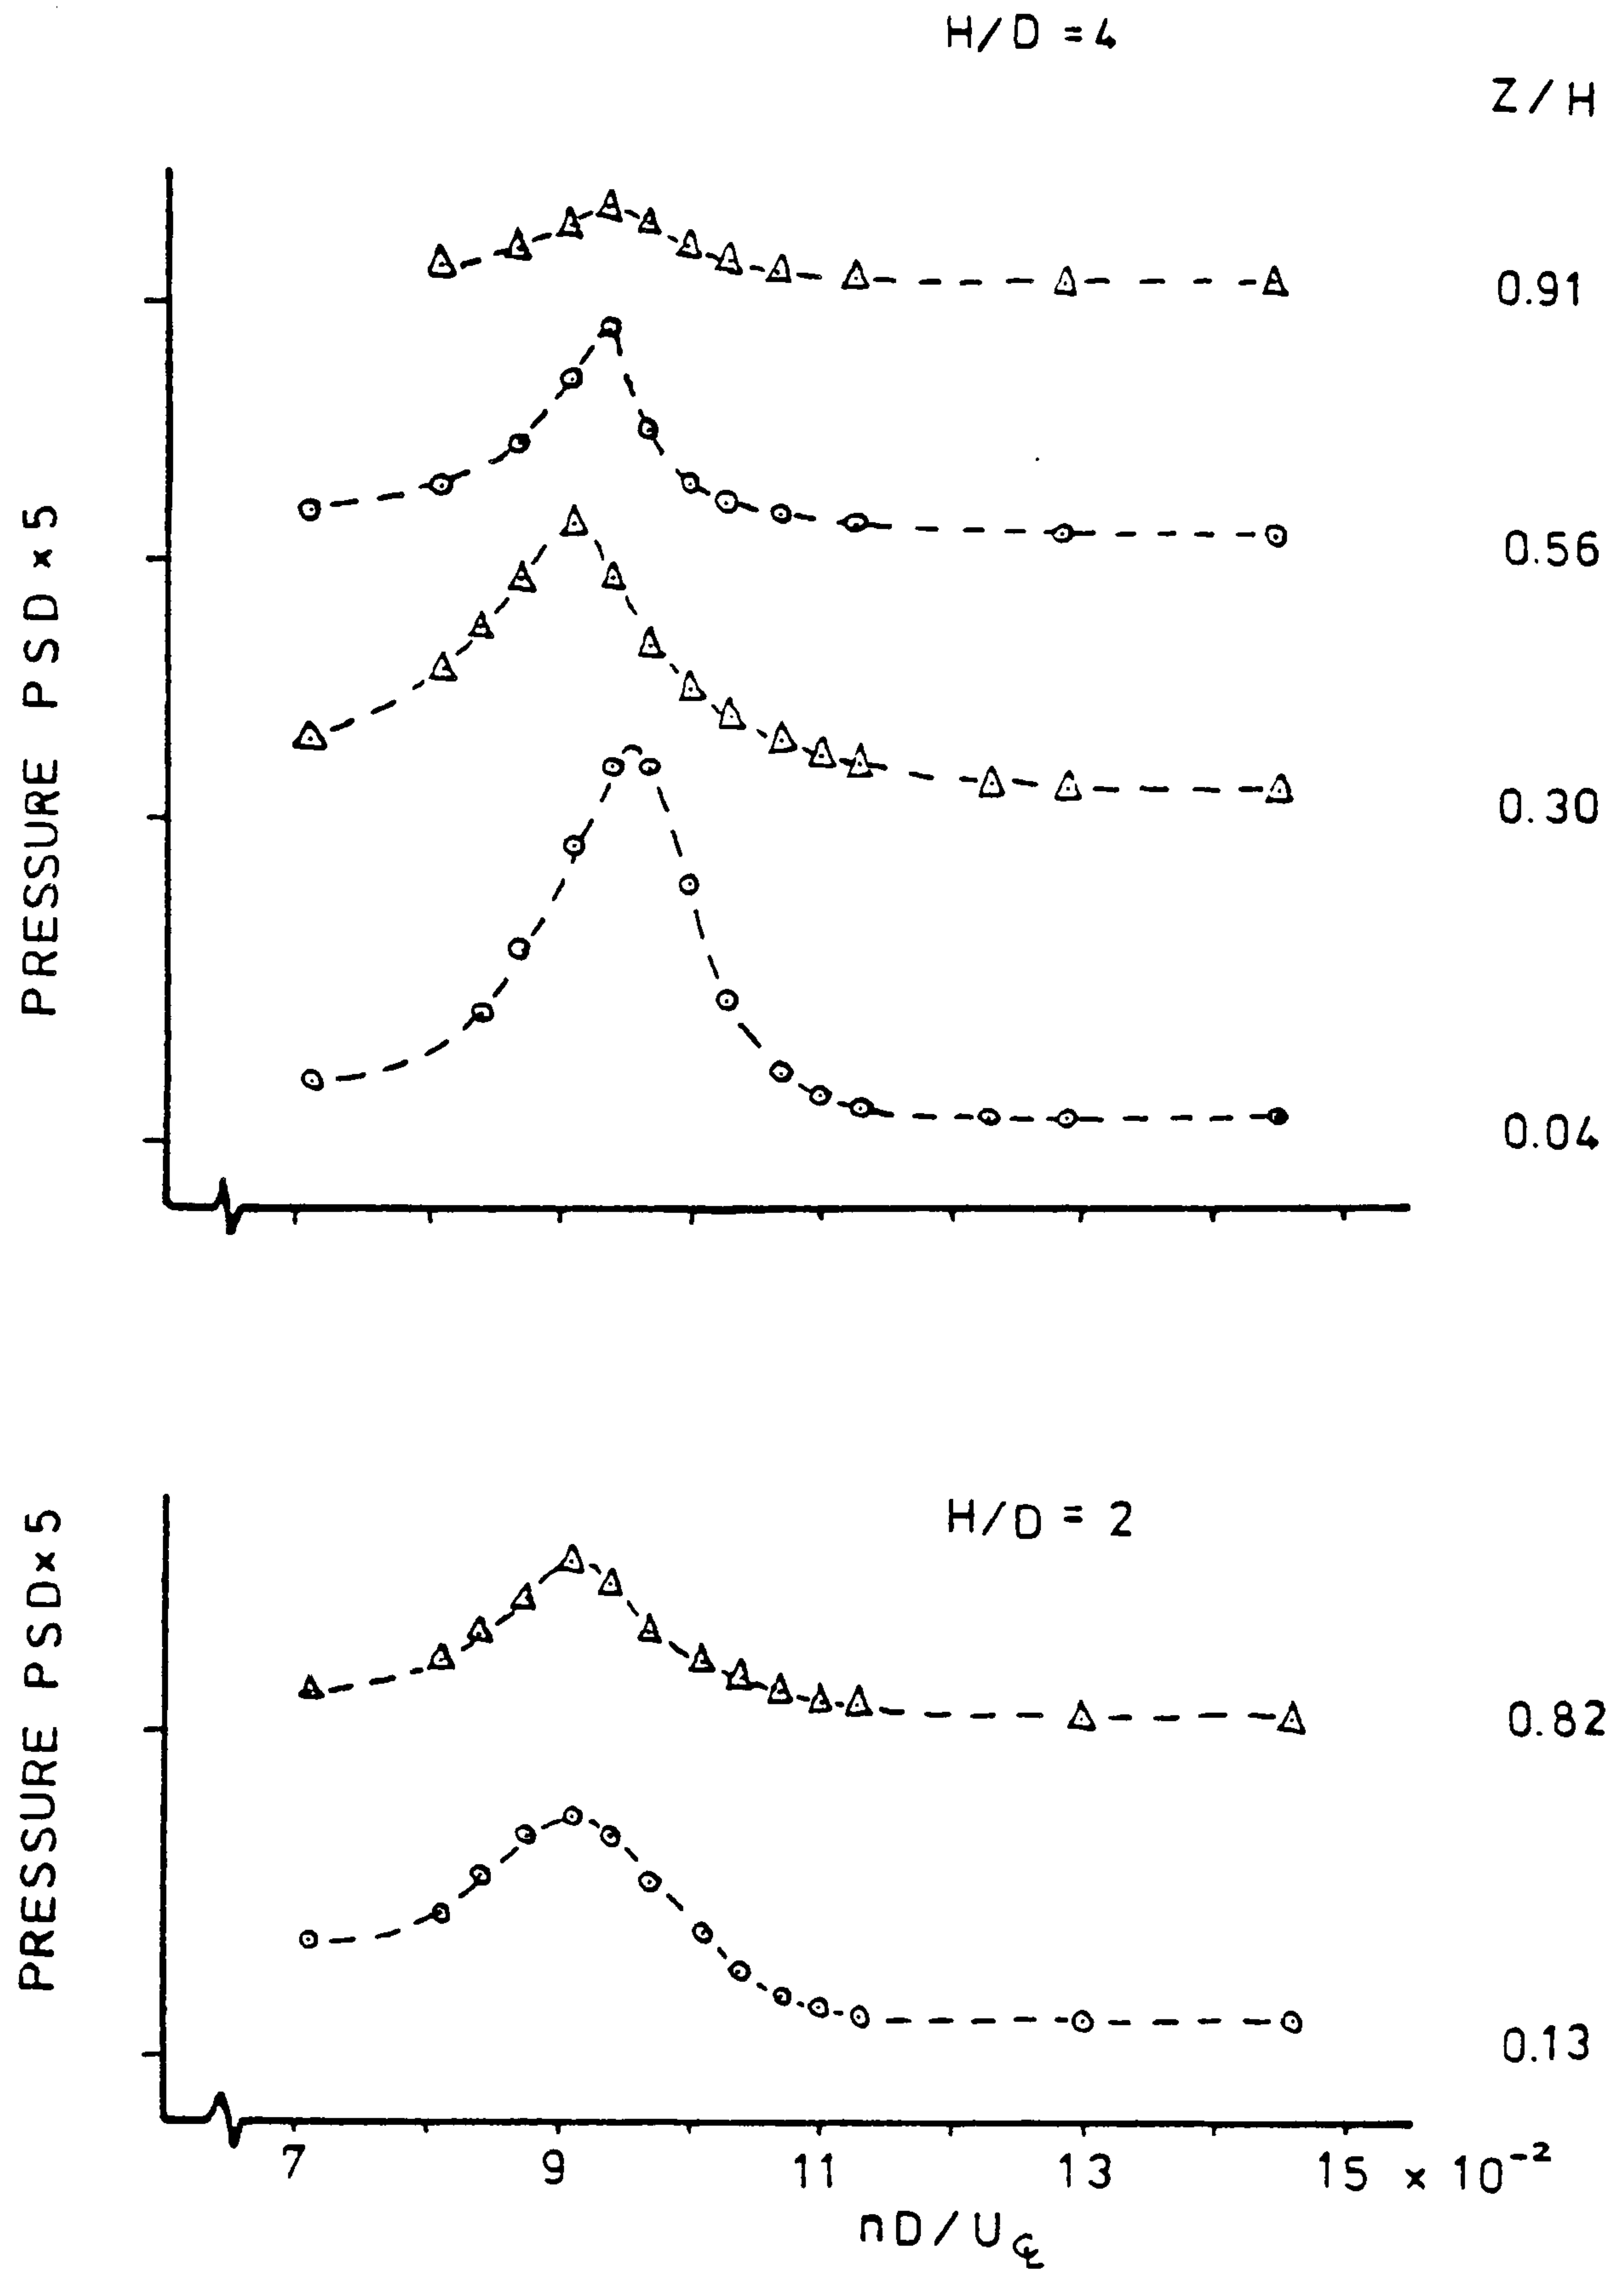 H/D = 4
Z/H
0.91
0.56
0.30
0.04
PRESSURE PSD × 5
H/D = 2
0.82
0.13
PRESSURE PSD × 5
7 9 11 13 15 × 10⁻²
nD/U℄